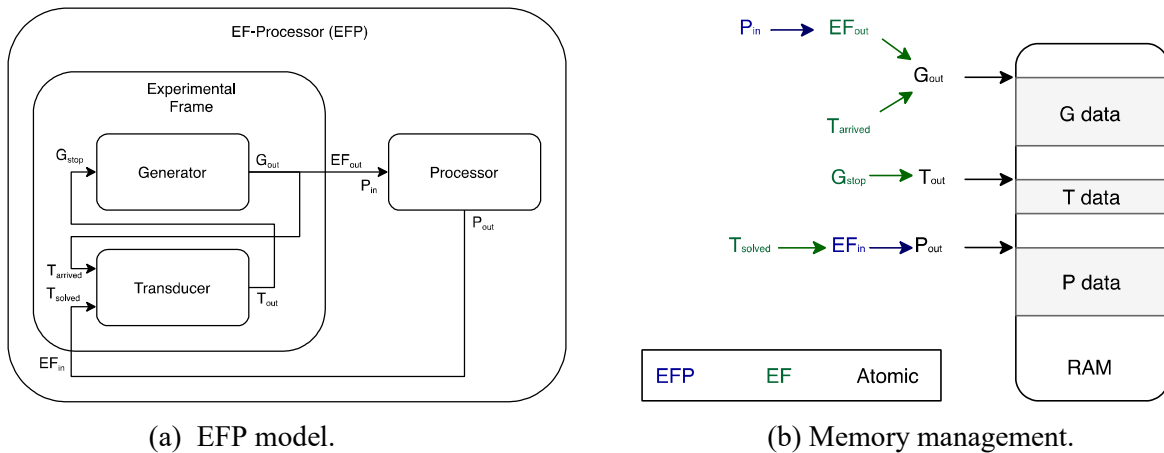 EF-Processor (EFP)
Experimental
Frame
Gstop
Generator
Gout
EFout
Pin
Processor
Pout
Tarrived
Tsolved
Transducer
Tout
EFin
(a) EFP model.
Pin
EFout
Gout
Tarrived
G data
Gstop
Tout
T data
Tsolved
EFin
Pout
P data
RAM
EFP EF Atomic
(b) Memory management.